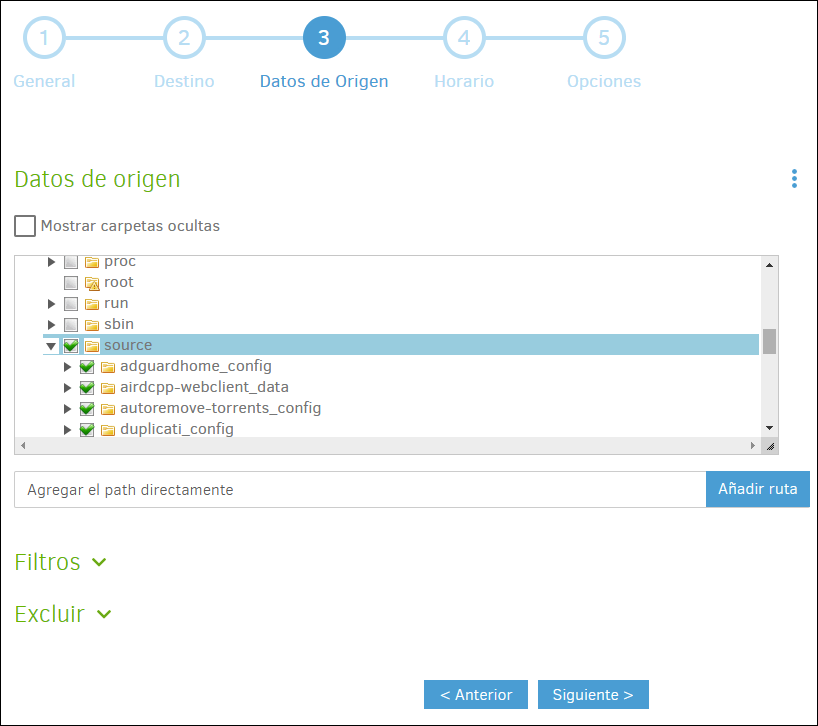 1 2 3 4 5
General Destino Datos de Origen Horario Opciones
Datos de origen
Mostrar carpetas ocultas
proc
root
run
sbin
source
adguardhome_config
airdcpp-webclient_data
autoremove-torrents_config
duplicati_config
Agregar el path directamente Añadir ruta
Filtros
Excluir
< Anterior Siguiente >